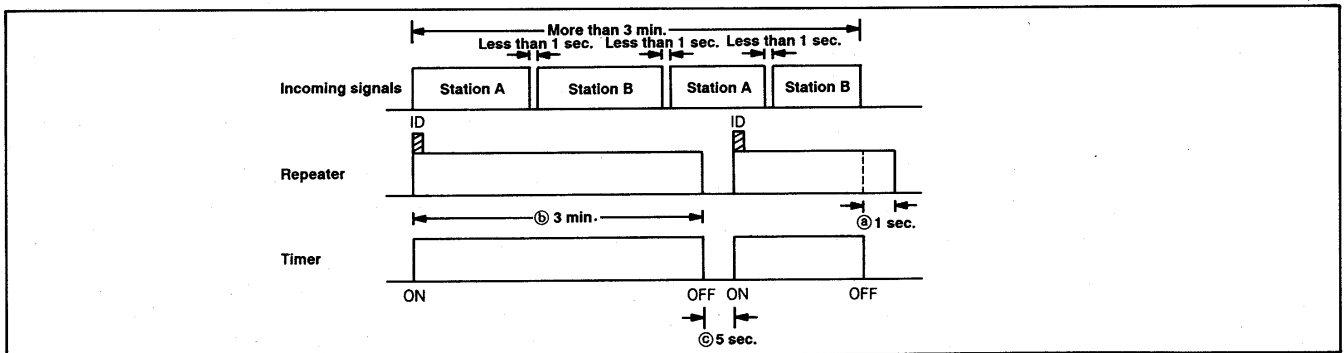 More than 3 min.
Less than 1 sec. Less than 1 sec. Less than 1 sec.
Incoming signals Station A Station B Station A Station B
ID ID
Repeater
ⓑ 3 min. ⓐ 1 sec.
Timer
ON OFF ON OFF
ⓒ 5 sec.